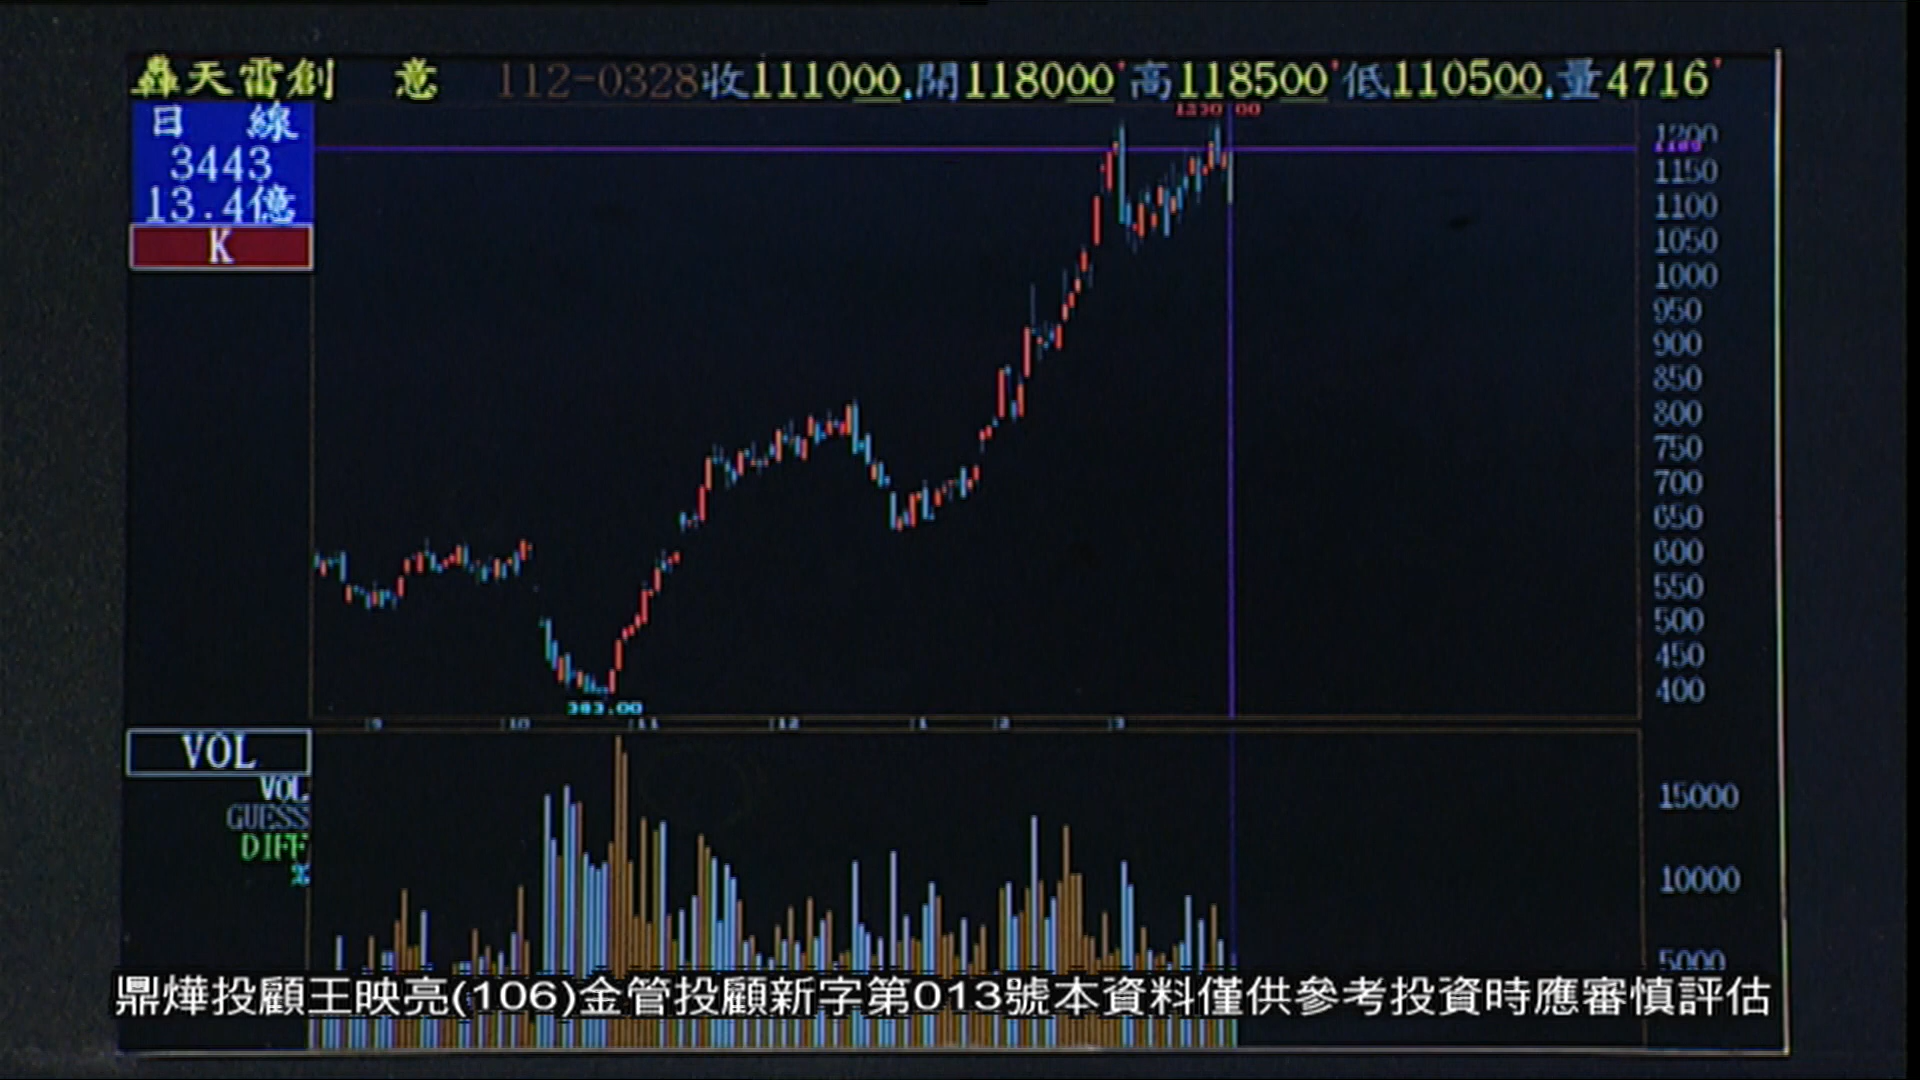 轟天雷創 意 112-0328收111000.開118000高118500低110500.量4716
日 線
3443
13.4億
K
1200
1150
1100
1050
1000
950
900
850
800
750
700
650
600
550
500
450
400
383.00
9 10 11 12 1 2 3
VOL
VOL
GUESS
DIFF
%
15000
10000
5000
鼎燁投顧王映亮(106)金管投顧新字第013號本資料僅供參考投資時應審慎評估